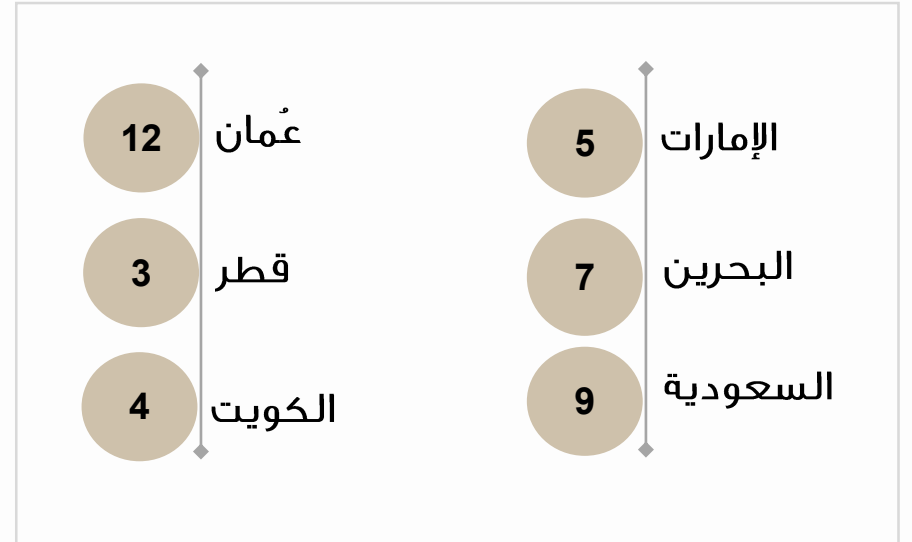 الإمارات
5
البحرين
7
السعودية
9
عُمان
12
قطر
3
الكويت
4